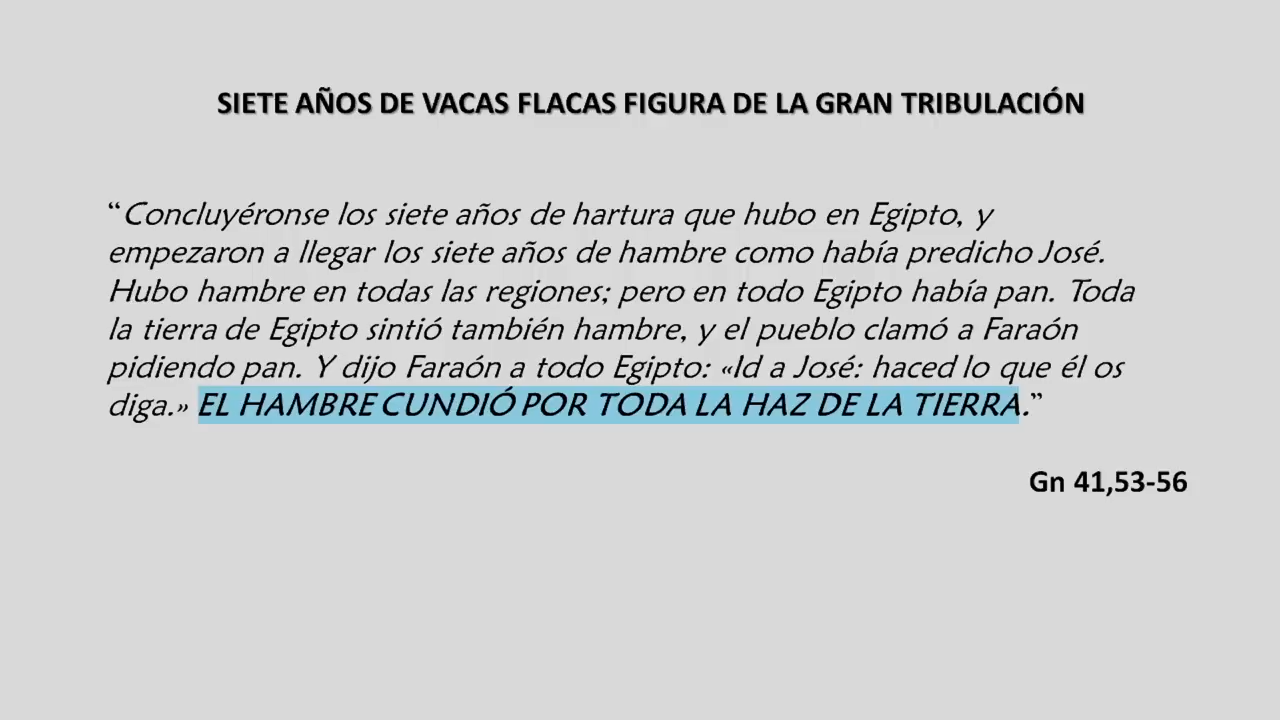 SIETE AÑOS DE VACAS FLACAS FIGURA DE LA GRAN TRIBULACIÓN
“Concluyéronse los siete años de hartura que hubo en Egipto, y
empezaron a llegar los siete años de hambre como había predicho José.
Hubo hambre en todas las regiones; pero en todo Egipto había pan. Toda
la tierra de Egipto sintió también hambre, y el pueblo clamó a Faraón
pidiendo pan. Y dijo Faraón a todo Egipto: «Id a José: haced lo que él os
diga.» EL HAMBRE CUNDIÓ POR TODA LA HAZ DE LA TIERRA.”
Gn 41,53-56